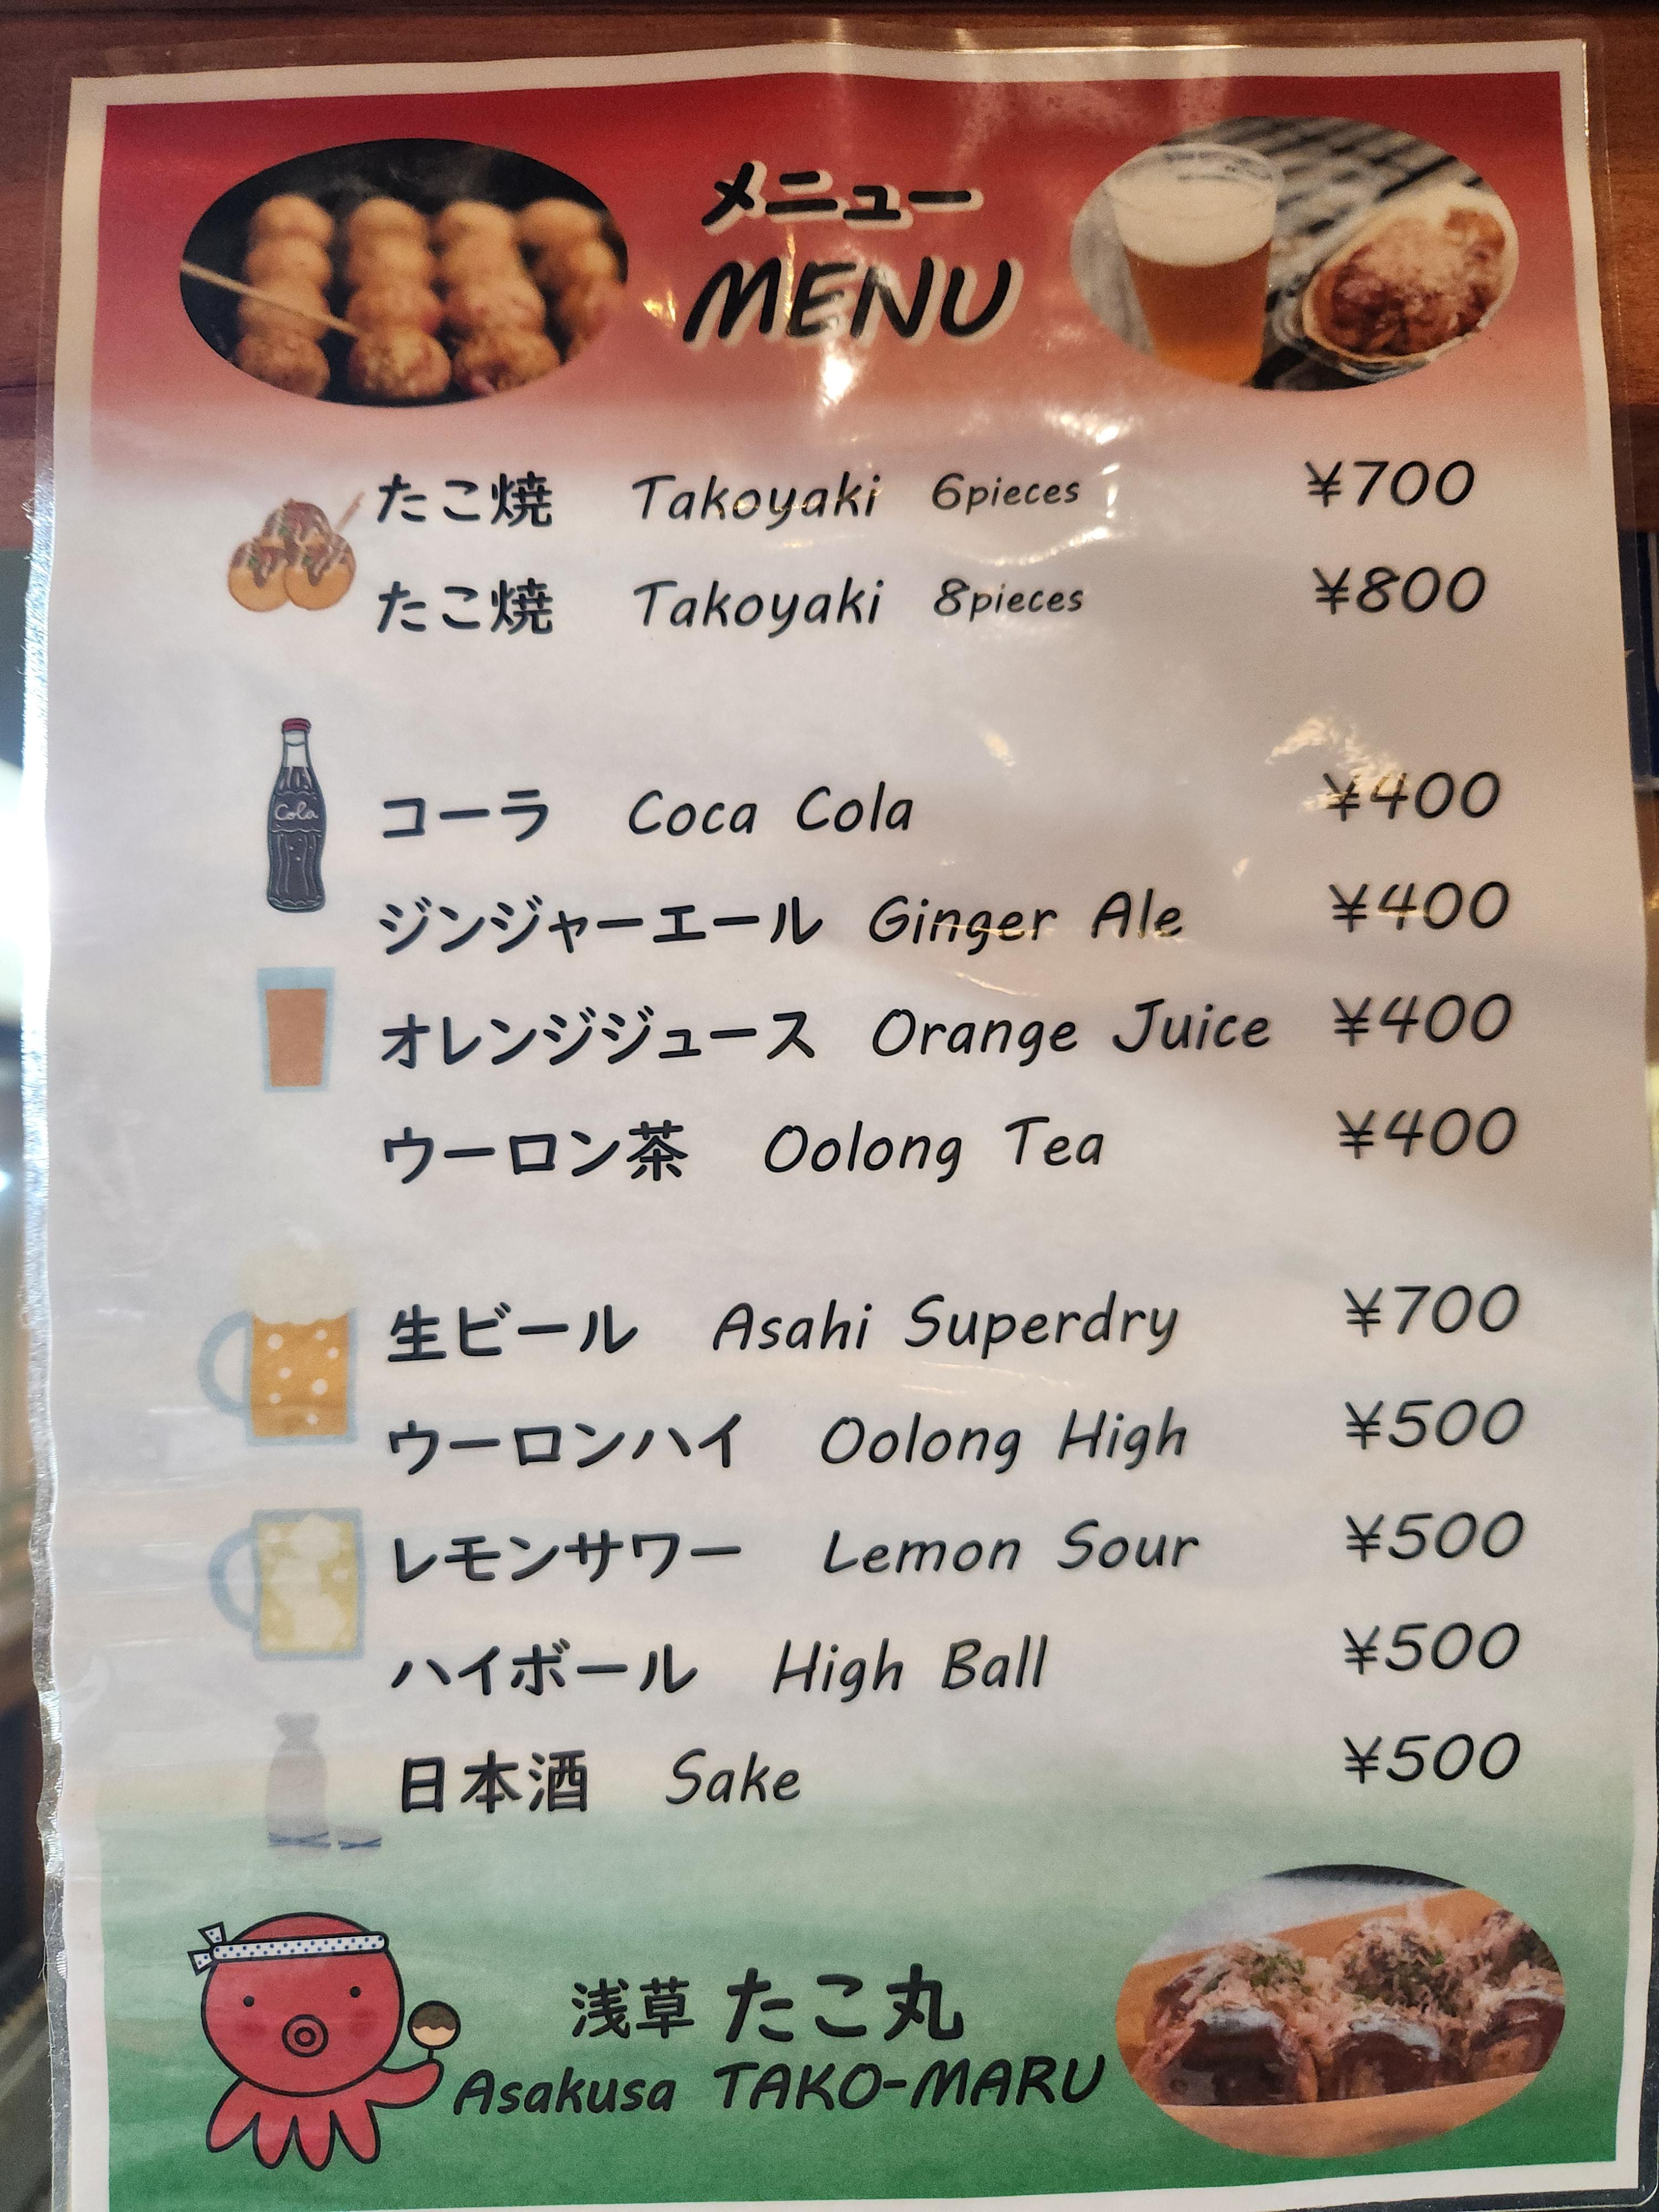 メニュー
MENU
たこ焼 Takoyaki 6pieces ¥700
たこ焼 Takoyaki 8pieces ¥800
Cola
コーラ Coca Cola ¥400
ジンジャーエール Ginger Ale ¥400
オレンジジュース Orange Juice ¥400
ウーロン茶 Oolong Tea ¥400
生ビール Asahi Superdry ¥700
ウーロンハイ Oolong High ¥500
レモンサワー Lemon Sour ¥500
ハイボール High Ball ¥500
日本酒 Sake ¥500
浅草 たこ丸
Asakusa TAKO-MARU